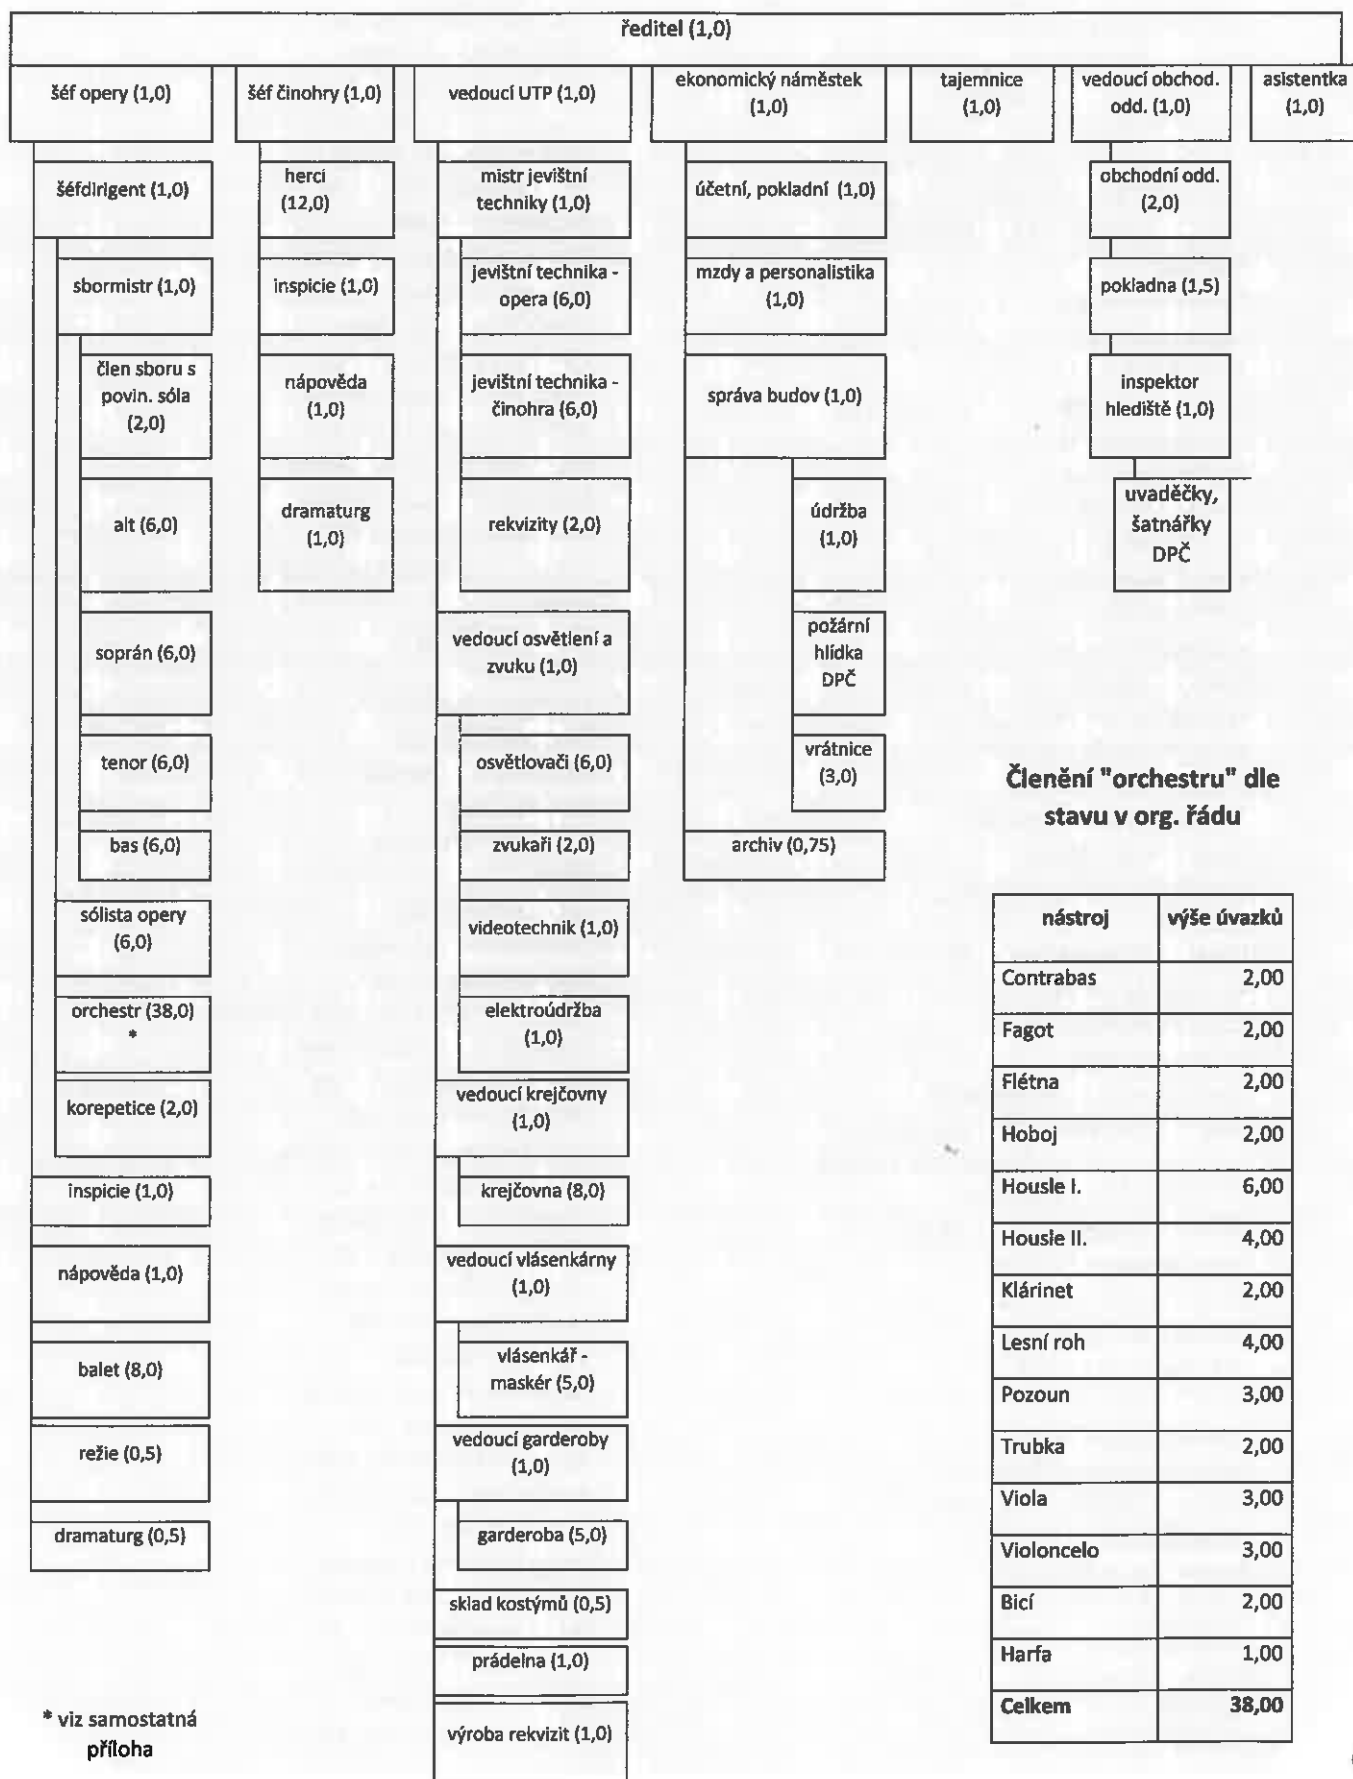 ředitel (1,0)
šéf opery (1,0)
šéf činohry (1,0)
vedoucí UTP (1,0)
ekonomický náměstek
(1,0)
tajemnice
(1,0)
vedoucí obchod.
odd. (1,0)
asistentka
(1,0)
šéfdirigent (1,0)
sbormistr (1,0)
člen sboru s
povin. sóla
(2,0)
alt (6,0)
soprán (6,0)
tenor (6,0)
bas (6,0)
sólista opery
(6,0)
orchestr (38,0)
*
korepetice (2,0)
inspicie (1,0)
nápověda (1,0)
balet (8,0)
režie (0,5)
dramaturg (0,5)
* viz samostatná
příloha
herci
(12,0)
inspicie (1,0)
nápověda
(1,0)
dramaturg
(1,0)
mistr jevištní
techniky (1,0)
jevištní technika -
opera (6,0)
jevištní technika -
činohra (6,0)
rekvizity (2,0)
vedoucí osvětlení a
zvuku (1,0)
osvětlovači (6,0)
zvukaři (2,0)
videotechnik (1,0)
elektroúdržba
(1,0)
vedoucí krejčovny
(1,0)
krejčovna (8,0)
vedoucí vlásenkárny
(1,0)
vlásenkář -
maskér (5,0)
vedoucí garderoby
(1,0)
garderoba (5,0)
sklad kostýmů (0,5)
prádelna (1,0)
výroba rekvizit (1,0)
účetní, pokladní (1,0)
mzdy a personalistika
(1,0)
správa budov (1,0)
údržba
(1,0)
požární
hlídka
DPČ
vrátnice
(3,0)
archiv (0,75)
obchodní odd.
(2,0)
pokladna (1,5)
inspektor
hlediště (1,0)
uvaděčky,
šatnářky
DPČ
Členění "orchestru" dle
stavu v org. řádu
nástroj výše úvazků
Contrabas 2,00
Fagot 2,00
Flétna 2,00
Hoboj 2,00
Housle I. 6,00
Housle II. 4,00
Klárinet 2,00
Lesní roh 4,00
Pozoun 3,00
Trubka 2,00
Viola 3,00
Violoncelo 3,00
Bicí 2,00
Harfa 1,00
Celkem 38,00